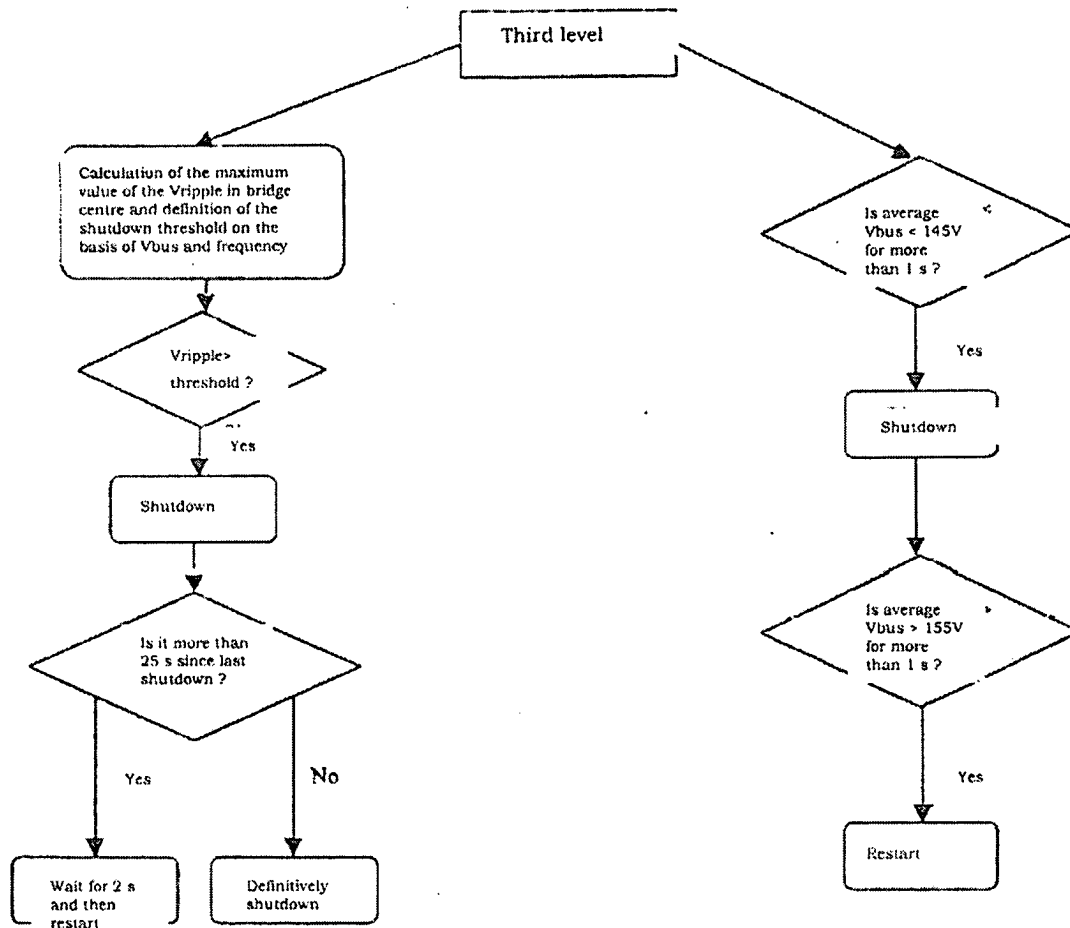 Third level
Calculation of the maximum
value of the Vripple in bridge
centre and definition of the
shutdown threshold on the
basis of Vbus and frequency
Vripple>
threshold ?
Yes
Shutdown
Is it more than
25 s since last
shutdown ?
Yes
No
Wait for 2 s
and then
restart
Definitively
shutdown
Is average
Vbus < 145V
for more
than 1 s ?
Yes
Shutdown
Is average
Vbus > 155V
for more
than 1 s ?
Yes
Restart